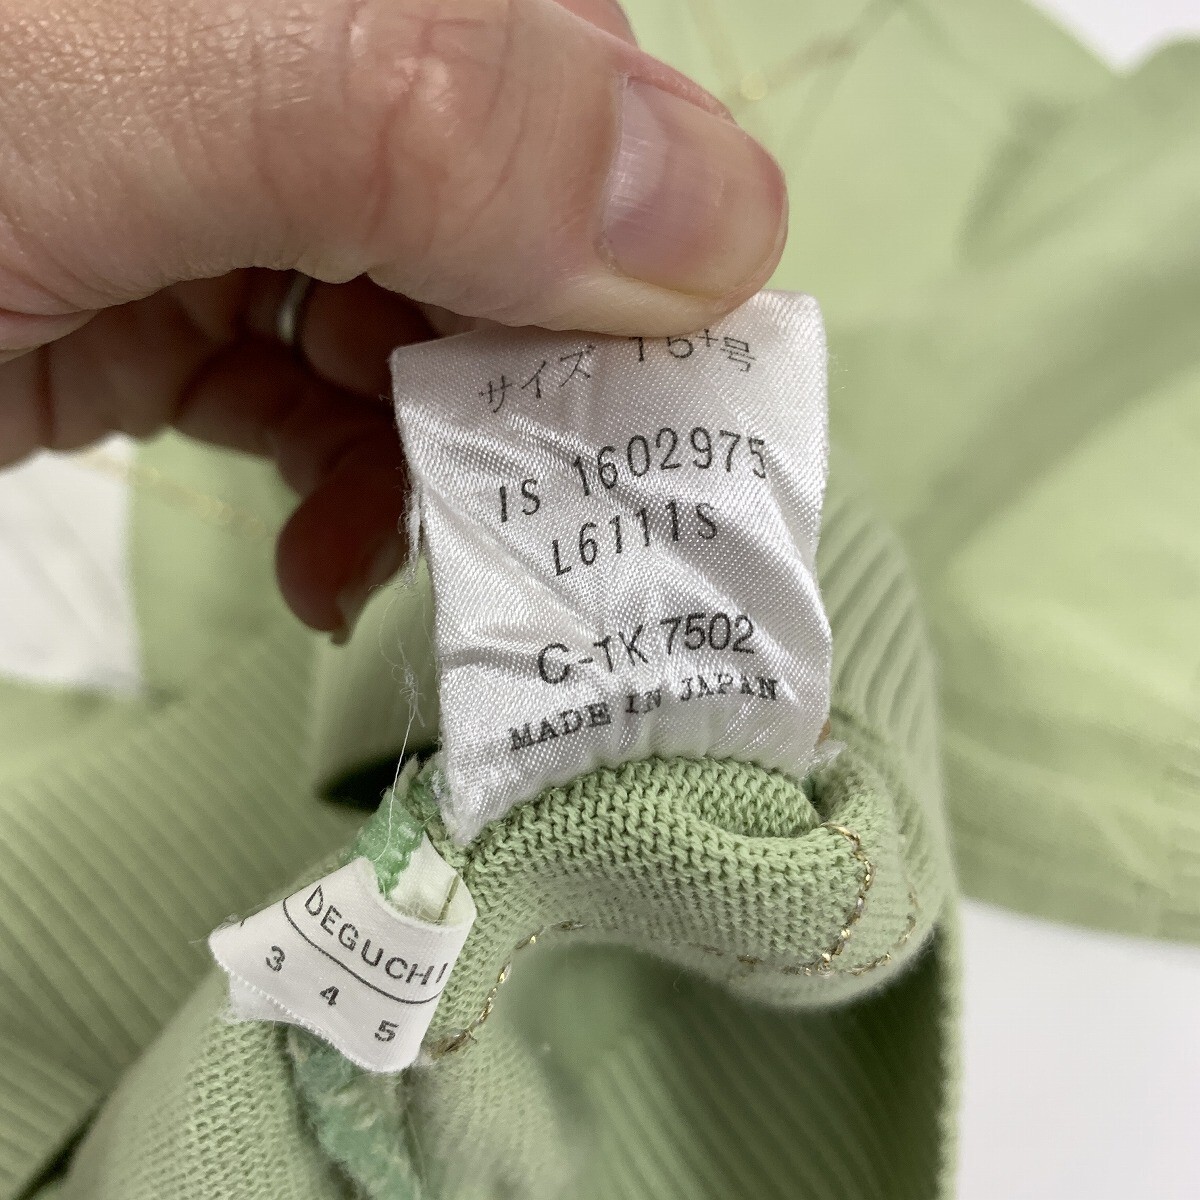 サイズ 15+号
IS 1602975
L6111S
C-TK 7502
MADE IN JAPAN
DEGUCHI
3 4 5